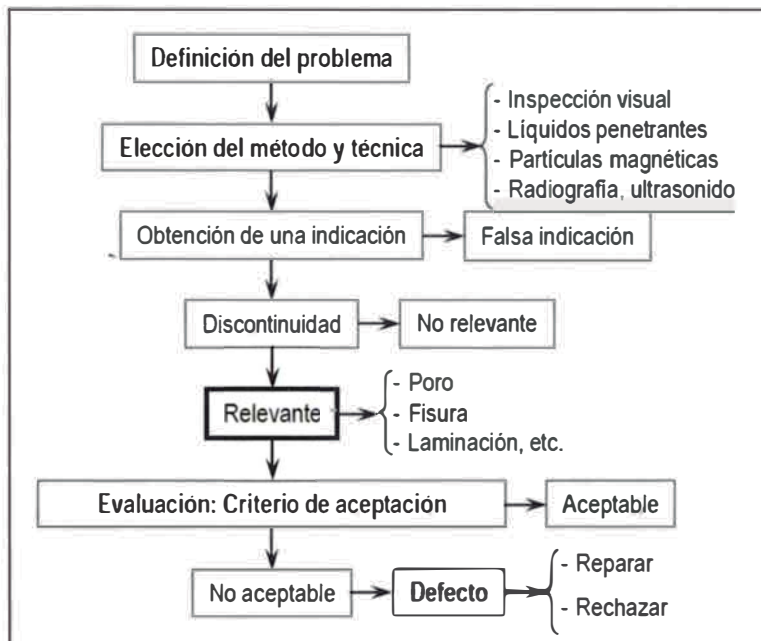 Definición del problema
Elección del método y técnica
- Inspección visual
- Líquidos penetrantes
- Partículas magnéticas
- Radiografía, ultrasonido
Obtención de una indicación
Falsa indicación
Discontinuidad
No relevante
Relevante
- Poro
- Fisura
- Laminación, etc.
Evaluación: Criterio de aceptación
Aceptable
No aceptable
Defecto
- Reparar
- Rechazar